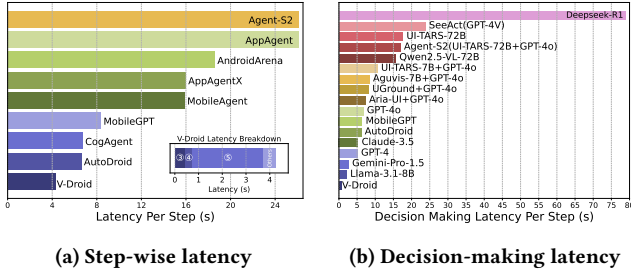 Agent-S2
AppAgent
AndroidArena
AppAgentX
MobileAgent
MobileGPT
CogAgent
AutoDroid
V-Droid
V-Droid Latency Breakdown
③ ④ ⑤ Others
0 1 2 3 4
Latency (s)
0 4 8 12 16 20 24
Latency Per Step (s)
(a) Step-wise latency
Deepseek-R1
SeeAct(GPT-4V)
UI-TARS-72B
Agent-S2(UI-TARS-72B+GPT-4o)
Qwen2.5-VL-72B
UI-TARS-7B+GPT-4o
Aguvis-7B+GPT-4o
UGround+GPT-4o
Aria-UI+GPT-4o
GPT-4o
MobileGPT
AutoDroid
Claude-3.5
GPT-4
Gemini-Pro-1.5
Llama-3.1-8B
V-Droid
0 5 10 15 20 25 30 35 40 45 50 55 60 65 70 75 80
Decision Making Latency Per Step (s)
(b) Decision-making latency